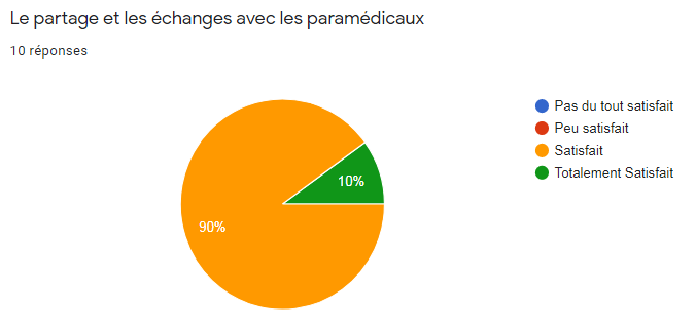 Le partage et les échanges avec les paramédicaux
10 réponses
Pas du tout satisfait
Peu satisfait
Satisfait
Totalement Satisfait
10%
90%